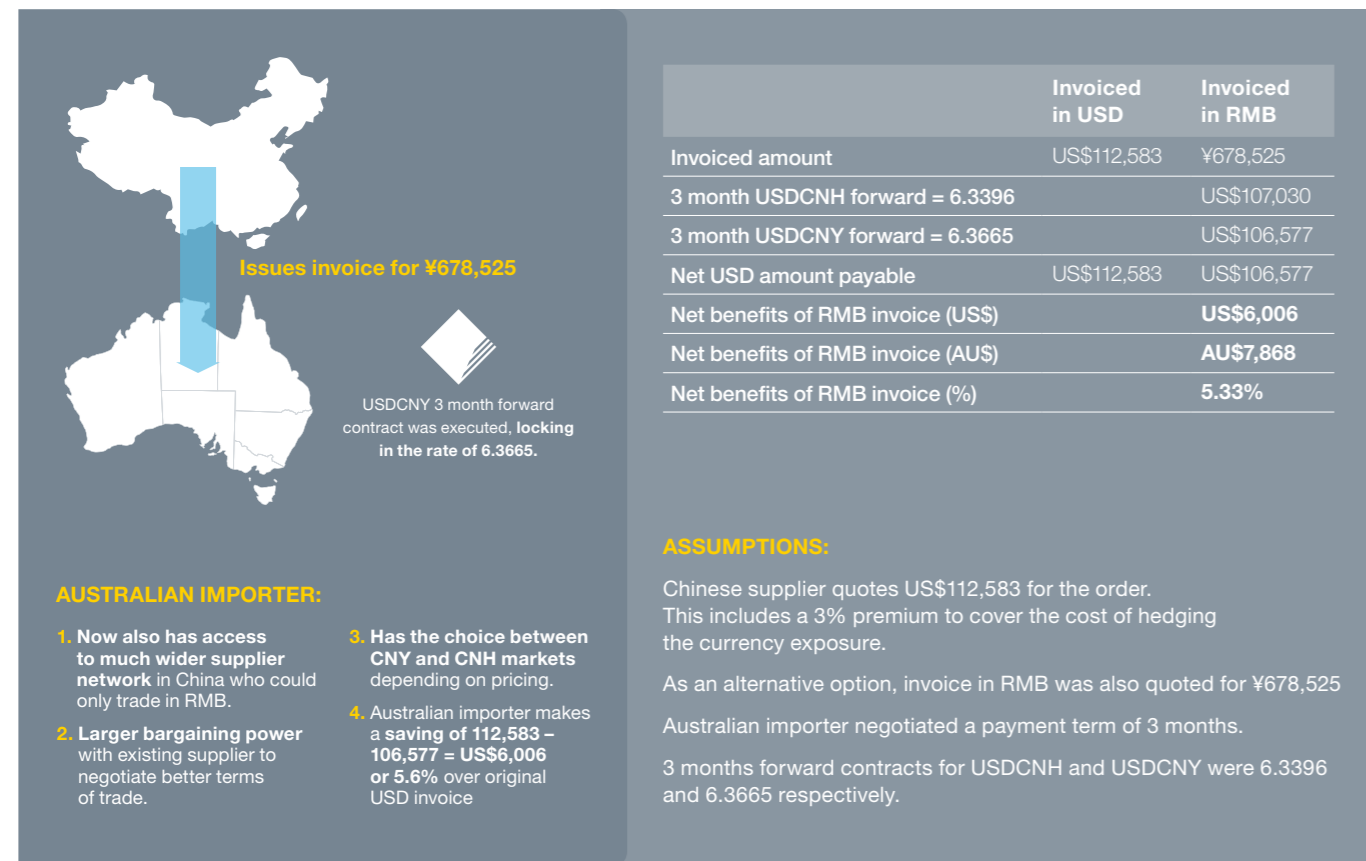 Issues invoice for ¥678,525
USDCNY 3 month forward
contract was executed, locking
in the rate of 6.3665.
AUSTRALIAN IMPORTER:
1. Now also has access
to much wider supplier
network in China who could
only trade in RMB.
2. Larger bargaining power
with existing supplier to
negotiate better terms
of trade.
3. Has the choice between
CNY and CNH markets
depending on pricing.
4. Australian importer makes
a saving of 112,583 –
106,577 = US$6,006
or 5.6% over original
USD invoice
Invoiced in USD Invoiced in RMB
Invoiced amount US$112,583 ¥678,525
3 month USDCNH forward = 6.3396 US$107,030
3 month USDCNY forward = 6.3665 US$106,577
Net USD amount payable US$112,583 US$106,577
Net benefits of RMB invoice (US$) US$6,006
Net benefits of RMB invoice (AU$) AU$7,868
Net benefits of RMB invoice (%) 5.33%
ASSUMPTIONS:
Chinese supplier quotes US$112,583 for the order.
This includes a 3% premium to cover the cost of hedging
the currency exposure.
As an alternative option, invoice in RMB was also quoted for ¥678,525
Australian importer negotiated a payment term of 3 months.
3 months forward contracts for USDCNH and USDCNY were 6.3396
and 6.3665 respectively.